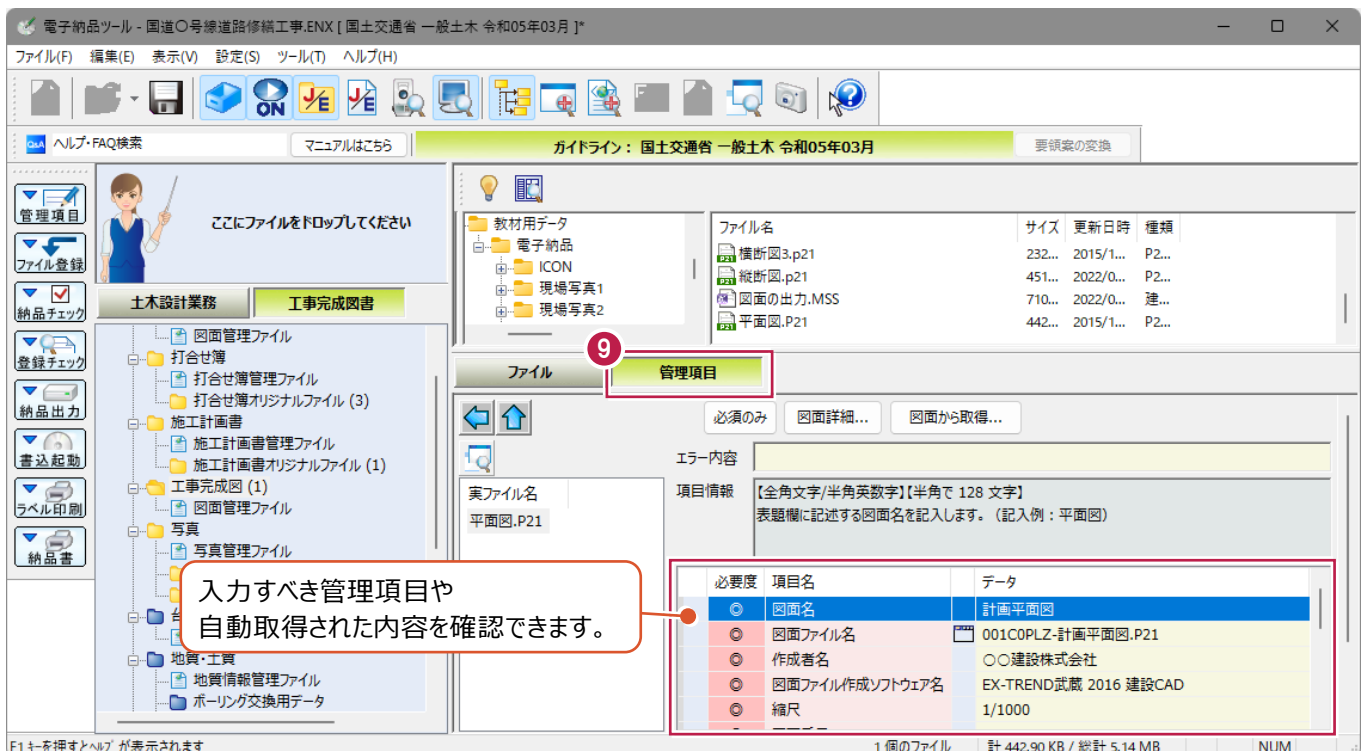 電子納品ツール - 国道〇号線道路修繕工事.ENX [ 国土交通省 一般土木 令和05年03月 ]*
ファイル(F) 編集(E) 表示(V) 設定(S) ツール(T) ヘルプ(H)
ON J/E J/E
Q&A ヘルプ・FAQ検索 マニュアルはこちら ガイドライン： 国土交通省 一般土木 令和05年03月 要領案の変換
管理項目
ファイル登録
納品チェック
登録チェック
納品出力
書込起動
ラベル印刷
納品書
ここにファイルをドロップしてください
土木設計業務 工事完成図書
図面管理ファイル
打合せ簿
打合せ簿管理ファイル
打合せ簿オリジナルファイル (3)
施工計画書
施工計画書管理ファイル
施工計画書オリジナルファイル (1)
工事完成図 (1)
図面管理ファイル
写真
写真管理ファイル
地質・土質
地質情報管理ファイル
ボーリング交換用データ
教材用データ
電子納品
ICON
現場写真1
現場写真2
ファイル名 サイズ 更新日時 種類
横断図3.p21 232... 2015/1... P2...
縦断図.p21 451... 2022/0... P2...
図面の出力.MSS 710... 2022/0... 建...
平面図.P21 442... 2015/1... P2...
9
ファイル 管理項目
必須のみ 図面詳細... 図面から取得...
エラー内容
実ファイル名
平面図.P21
項目情報 【全角文字/半角英数字】【半角で 128 文字】
表題欄に記述する図面名を記入します。（記入例：平面図）
必要度 項目名 データ
◎ 図面名 計画平面図
◎ 図面ファイル名 001C0PLZ-計画平面図.P21
◎ 作成者名 〇〇建設株式会社
◎ 図面ファイル作成ソフトウェア名 EX-TREND武蔵 2016 建設CAD
◎ 縮尺 1/1000
入力すべき管理項目や
自動取得された内容を確認できます。
F1 キーを押すとヘルプ が表示されます 1 個のファイル 計 442.90 KB / 総計 5.14 MB NUM